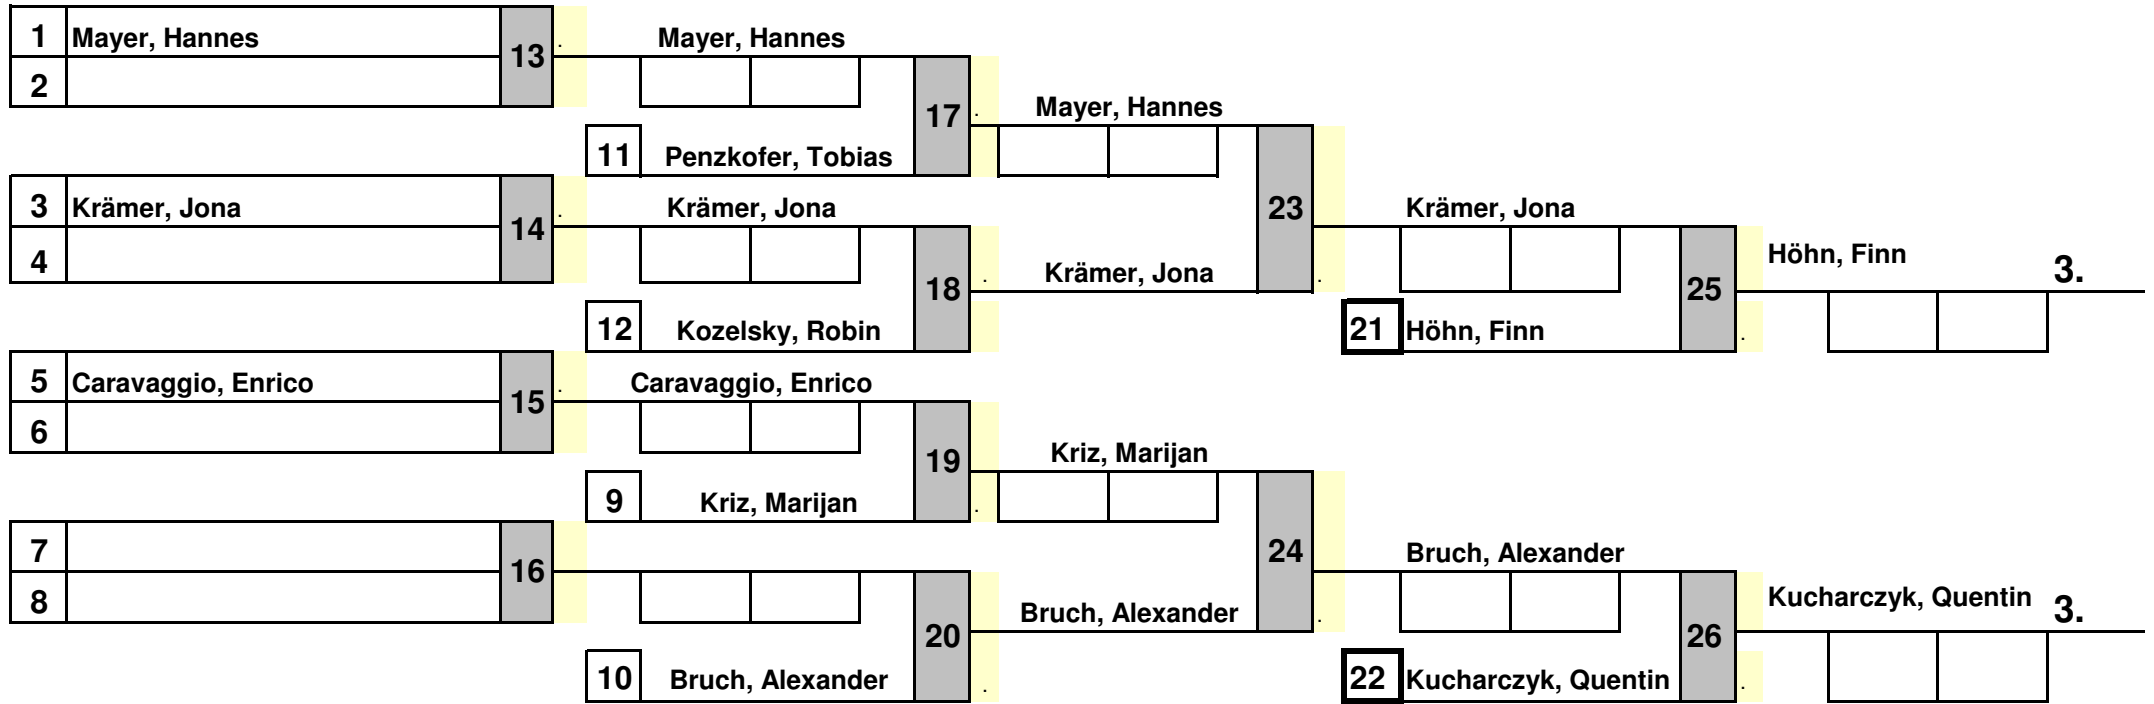 1 Mayer, Hannes 13 . Mayer, Hannes
2
17 . Mayer, Hannes
11 Penzkofer, Tobias
3 Krämer, Jona 14 . Krämer, Jona 23 Krämer, Jona
4
Höhn, Finn 3.
18 . Krämer, Jona . 25
12 Kozelsky, Robin 21 Höhn, Finn .
5 Caravaggio, Enrico 15 . Caravaggio, Enrico
6
19 Kriz, Marijan
9 Kriz, Marijan .
7 16 24 Bruch, Alexander
8
Kucharczyk, Quentin 3.
20 Bruch, Alexander . 26
10 Bruch, Alexander . 22 Kucharczyk, Quentin .